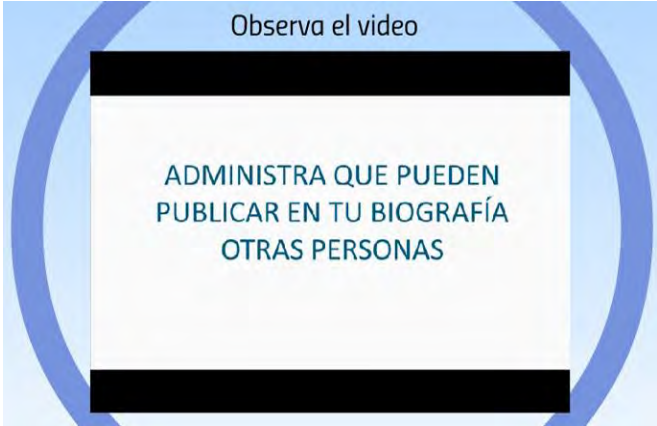 Observa el video
ADMINISTRA QUE PUEDEN
PUBLICAR EN TU BIOGRAFÍA
OTRAS PERSONAS